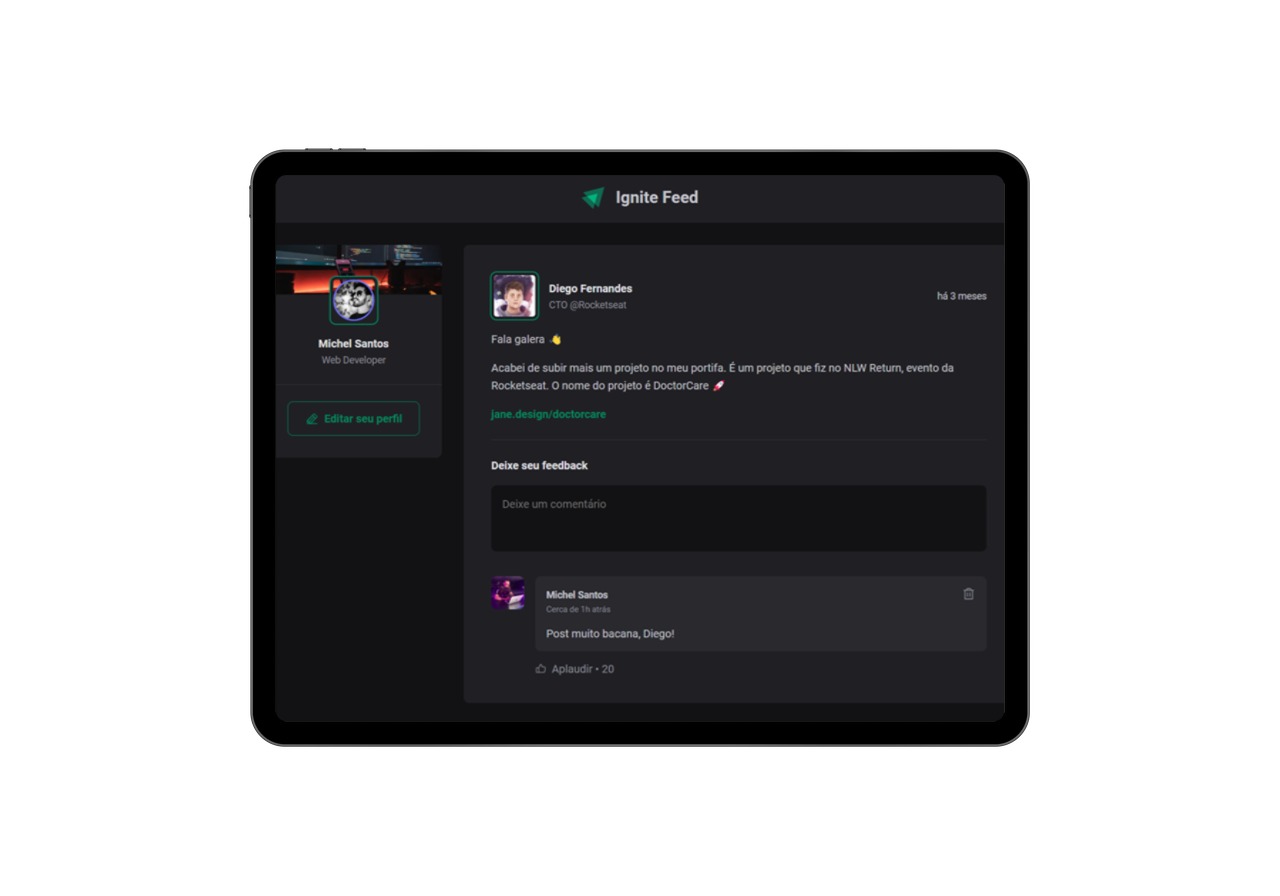 Ignite Feed
Michel Santos
Web Developer
Editar seu perfil
Diego Fernandes
CTO @Rocketseat
há 3 meses
Fala galera 👋
Acabei de subir mais um projeto no meu portifa. É um projeto que fiz no NLW Return, evento da
Rocketseat. O nome do projeto é DoctorCare 🚀
jane.design/doctorcare
Deixe seu feedback
Deixe um comentário
Michel Santos
Cerca de 1h atrás
Post muito bacana, Diego!
Aplaudir • 20